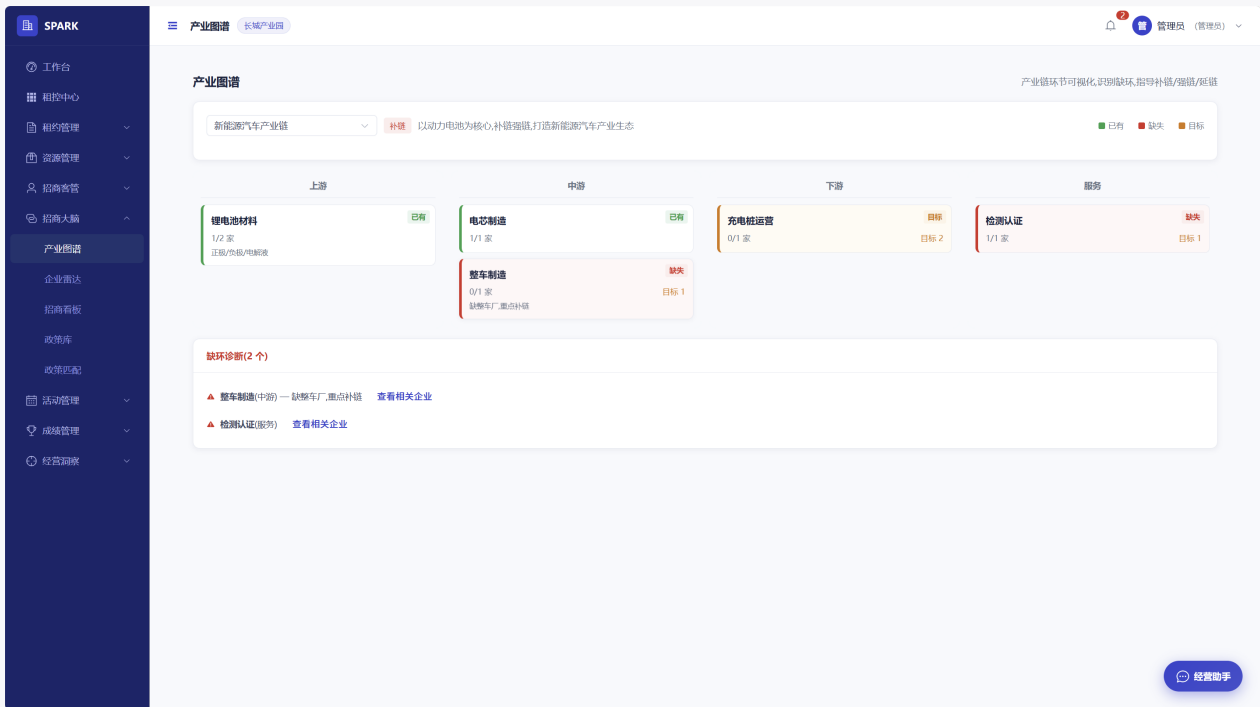 SPARK
产业图谱 长城产业园
2
管 管理员 (管理员)
工作台
租控中心
租约管理
资源管理
招商客管
招商大脑
产业图谱
企业雷达
招商看板
政策库
政策匹配
活动管理
成绩管理
经营洞察
产业图谱
产业链环节可视化,识别缺环,指导补链/强链/延链
新能源汽车产业链
补链
以动力电池为核心,补链强链,打造新能源汽车产业生态
已有 缺失 目标
上游
锂电池材料 已有
1/2 家
正极/负极/电解液
中游
电芯制造 已有
1/1 家
整车制造 缺失
0/1 家 目标 1
缺整车厂,重点补链
下游
充电桩运营 目标
0/1 家 目标 2
服务
检测认证 缺失
1/1 家 目标 1
缺环诊断(2 个)
整车制造(中游) — 缺整车厂,重点补链 查看相关企业
检测认证(服务) 查看相关企业
经营助手